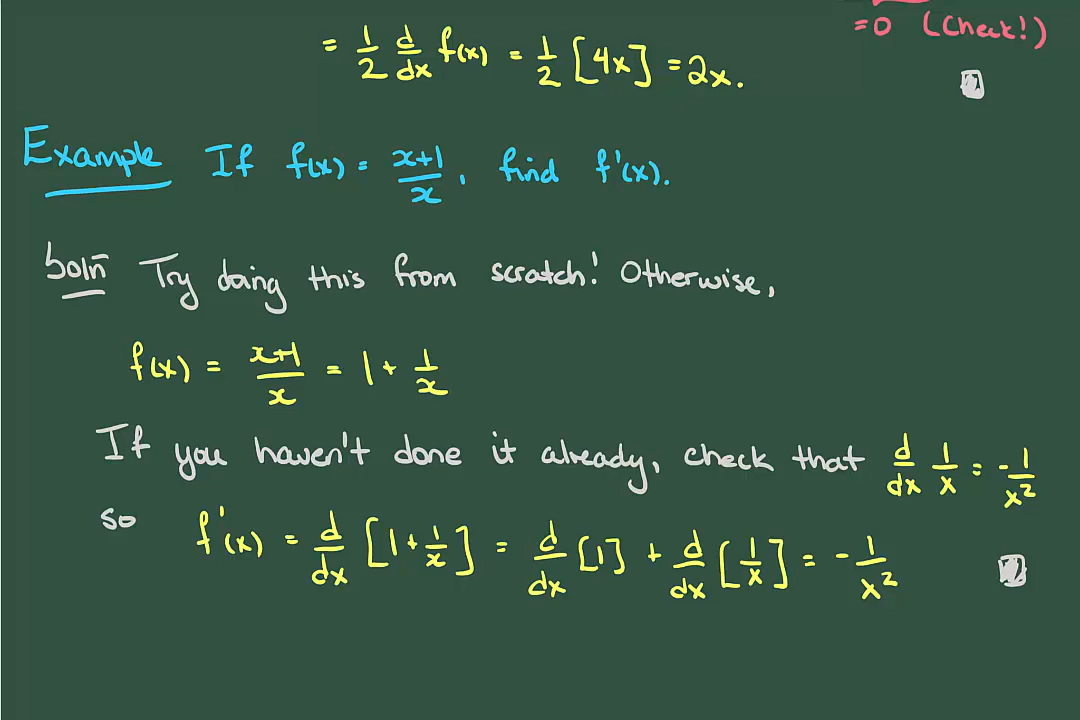 =0 (Check!)
= 1/2 d/dx f(x) = 1/2 [4x] = 2x.
Example If f(x) = x+1/x, find f'(x).
Soln Try doing this from scratch! Otherwise,
f(x) = x+1/x = 1 + 1/x
If you haven't done it already, check that d/dx 1/x = -1/x²
so f'(x) = d/dx [1+1/x] = d/dx [1] + d/dx [1/x] = -1/x²